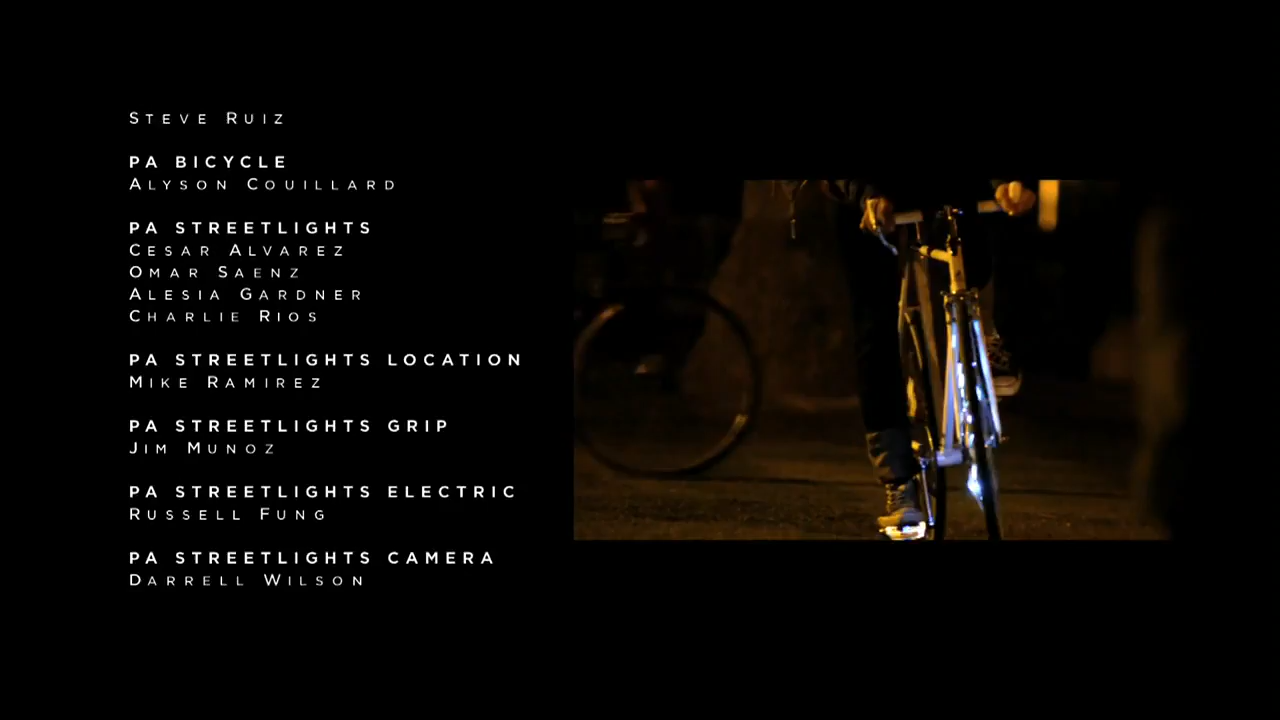 Steve Ruiz
PA BICYCLE
Alyson Couillard
PA STREETLIGHTS
Cesar Alvarez
Omar Saenz
Alesia Gardner
Charlie Rios
PA STREETLIGHTS LOCATION
Mike Ramirez
PA STREETLIGHTS GRIP
Jim Munoz
PA STREETLIGHTS ELECTRIC
Russell Fung
PA STREETLIGHTS CAMERA
Darrell Wilson